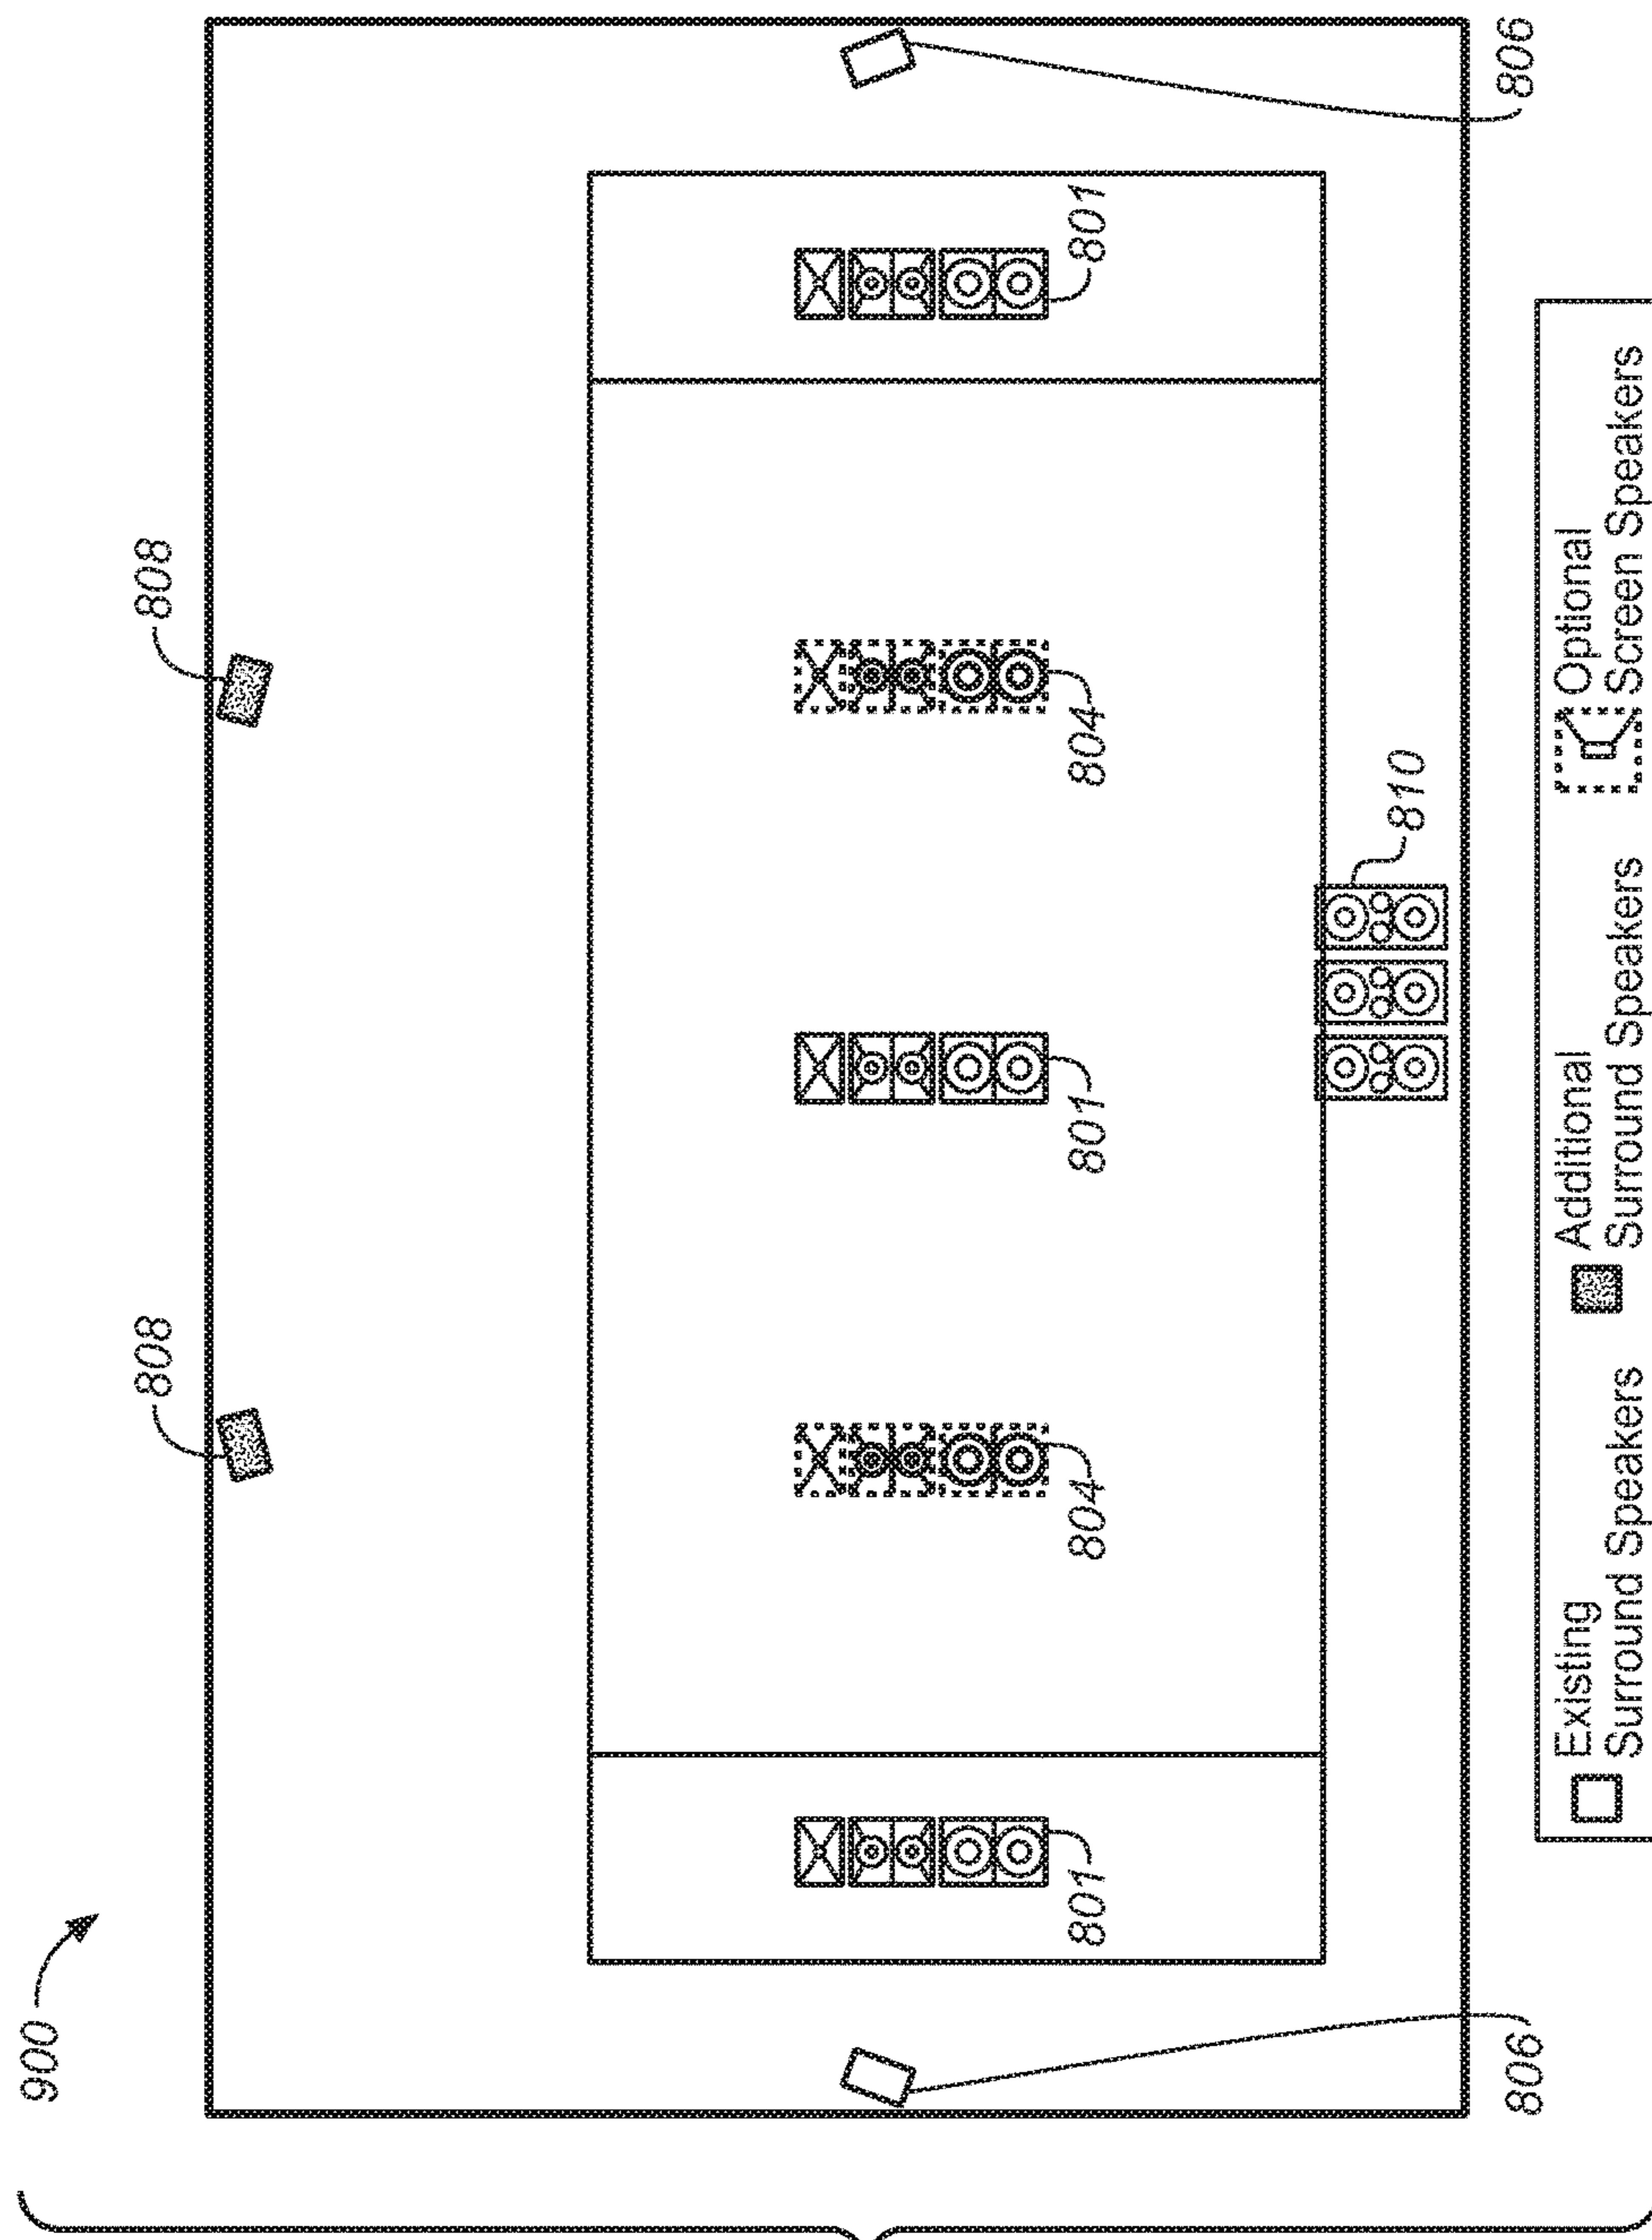 900
808
808
801
804
801
804
801
810
806
806
Existing
Surround Speakers
Additional
Surround Speakers
Optional
Screen Speakers